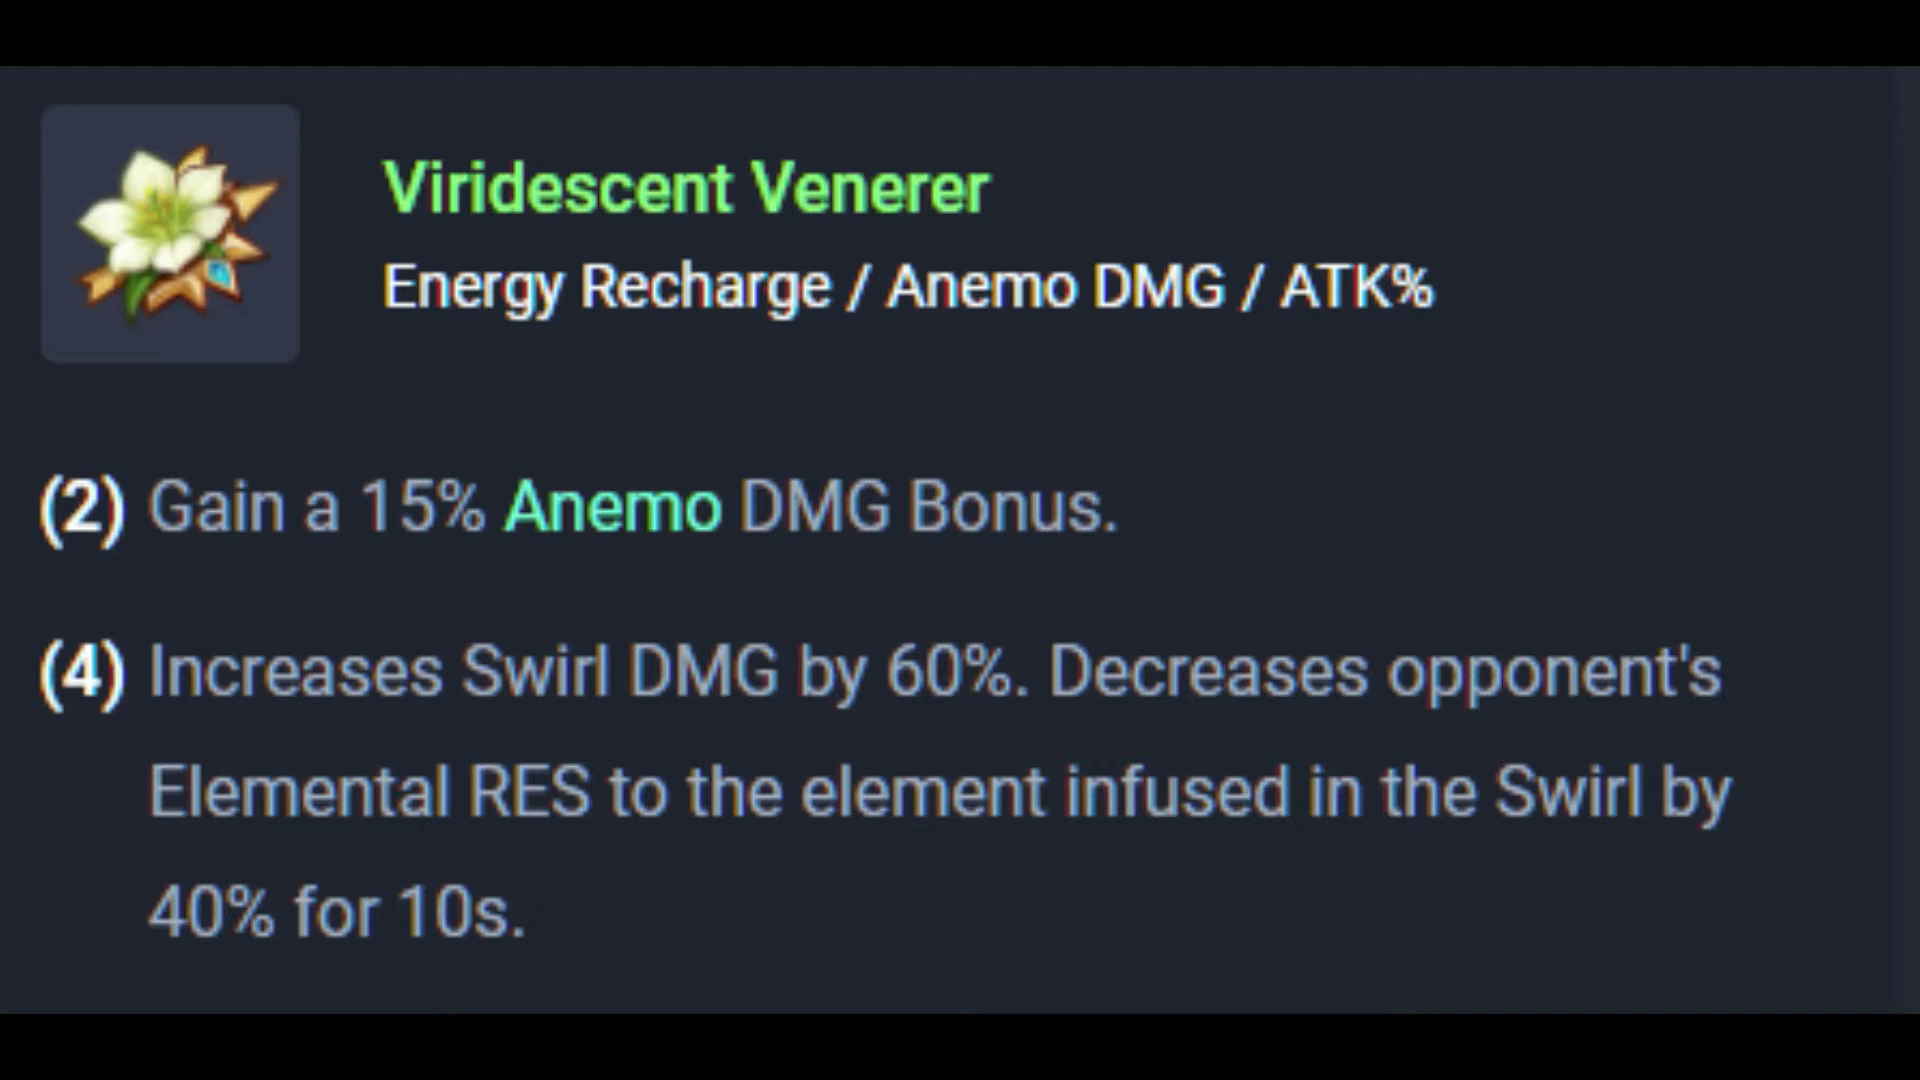 Viridescent Venerer
Energy Recharge / Anemo DMG / ATK%
(2) Gain a 15% Anemo DMG Bonus.
(4) Increases Swirl DMG by 60%. Decreases opponent's
Elemental RES to the element infused in the Swirl by
40% for 10s.